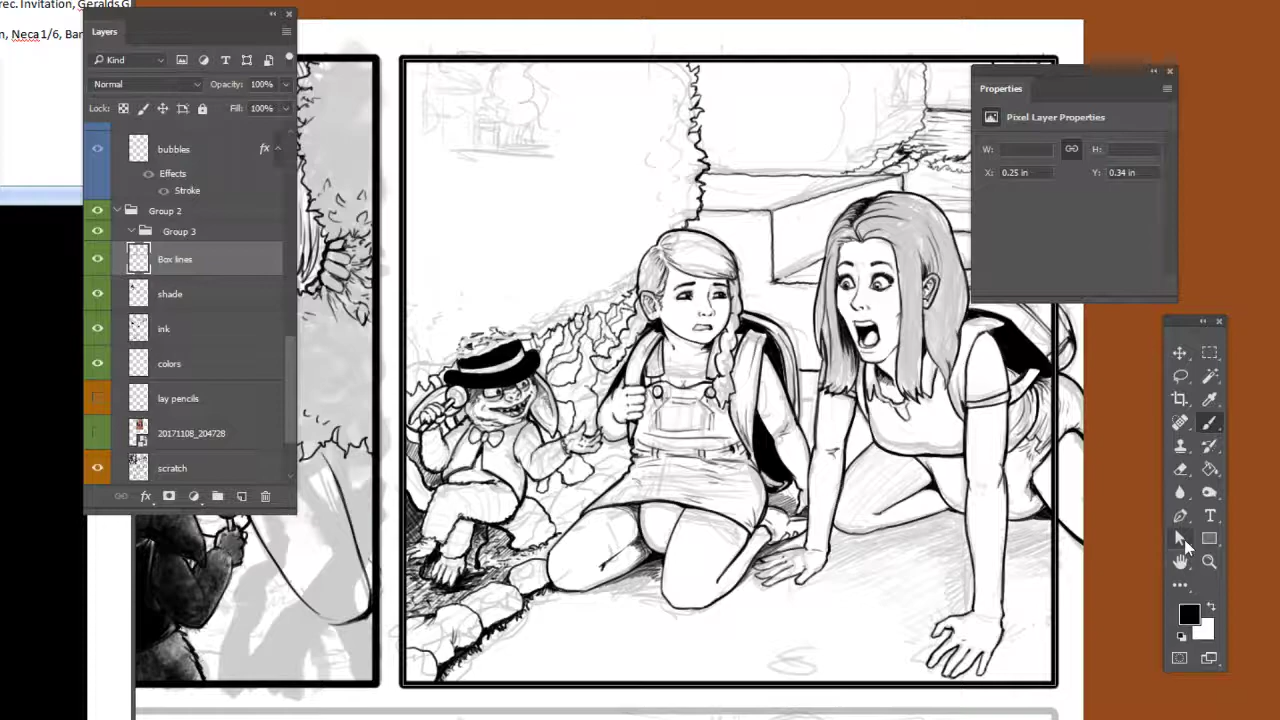 rec. Invitation, Geralds G
n, Neca 1/6, Bar
Layers
Kind
Normal
Opacity: 100%
Lock:
Fill: 100%
bubbles
fx
Effects
Stroke
Group 2
Group 3
Box lines
shade
ink
colors
lay pencils
20171108_204728
scratch
fx
Properties
Pixel Layer Properties
W:
H:
X: 0.25 in
Y: 0.34 in
T